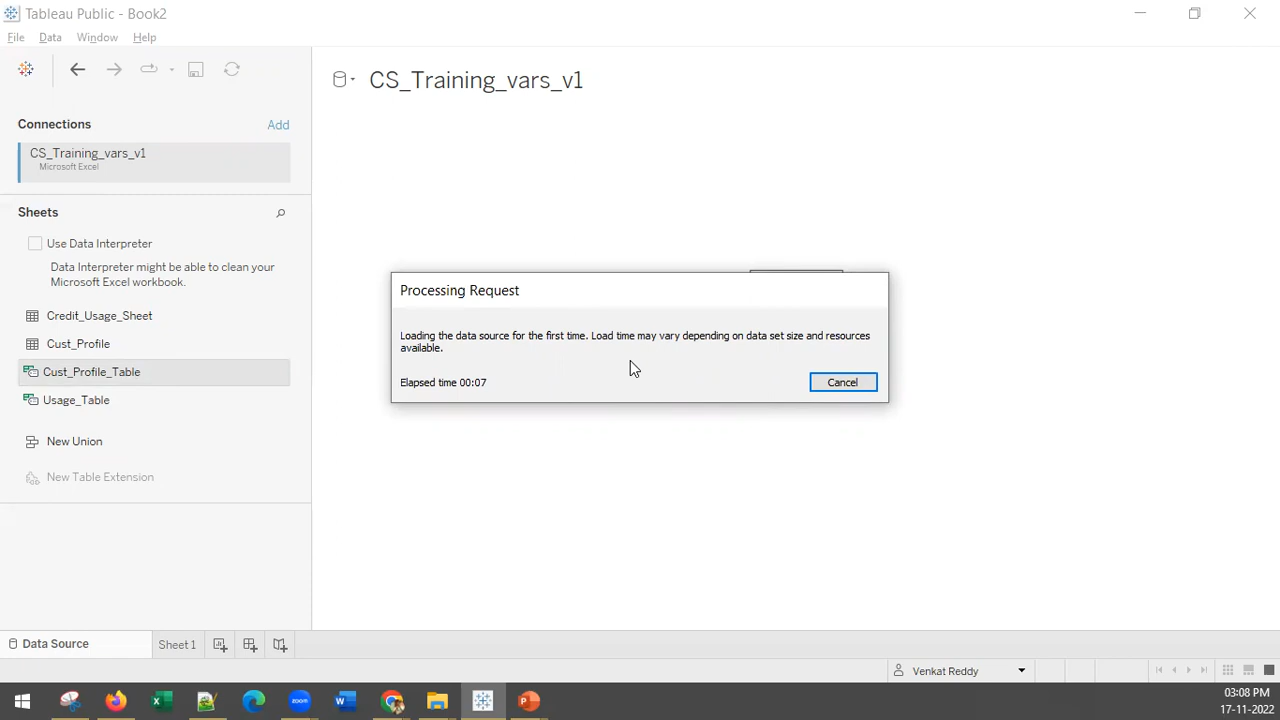 Tableau Public - Book2
File Data Window Help
CS_Training_vars_v1
Connections Add
CS_Training_vars_v1
Microsoft Excel
Sheets
Use Data Interpreter
Data Interpreter might be able to clean your
Microsoft Excel workbook.
Credit_Usage_Sheet
Cust_Profile
Cust_Profile_Table
Usage_Table
New Union
New Table Extension
Processing Request
Loading the data source for the first time. Load time may vary depending on data set size and resources
available.
Elapsed time 00:07
Cancel
Data Source
Sheet 1
Venkat Reddy
zoom
03:08 PM
17-11-2022